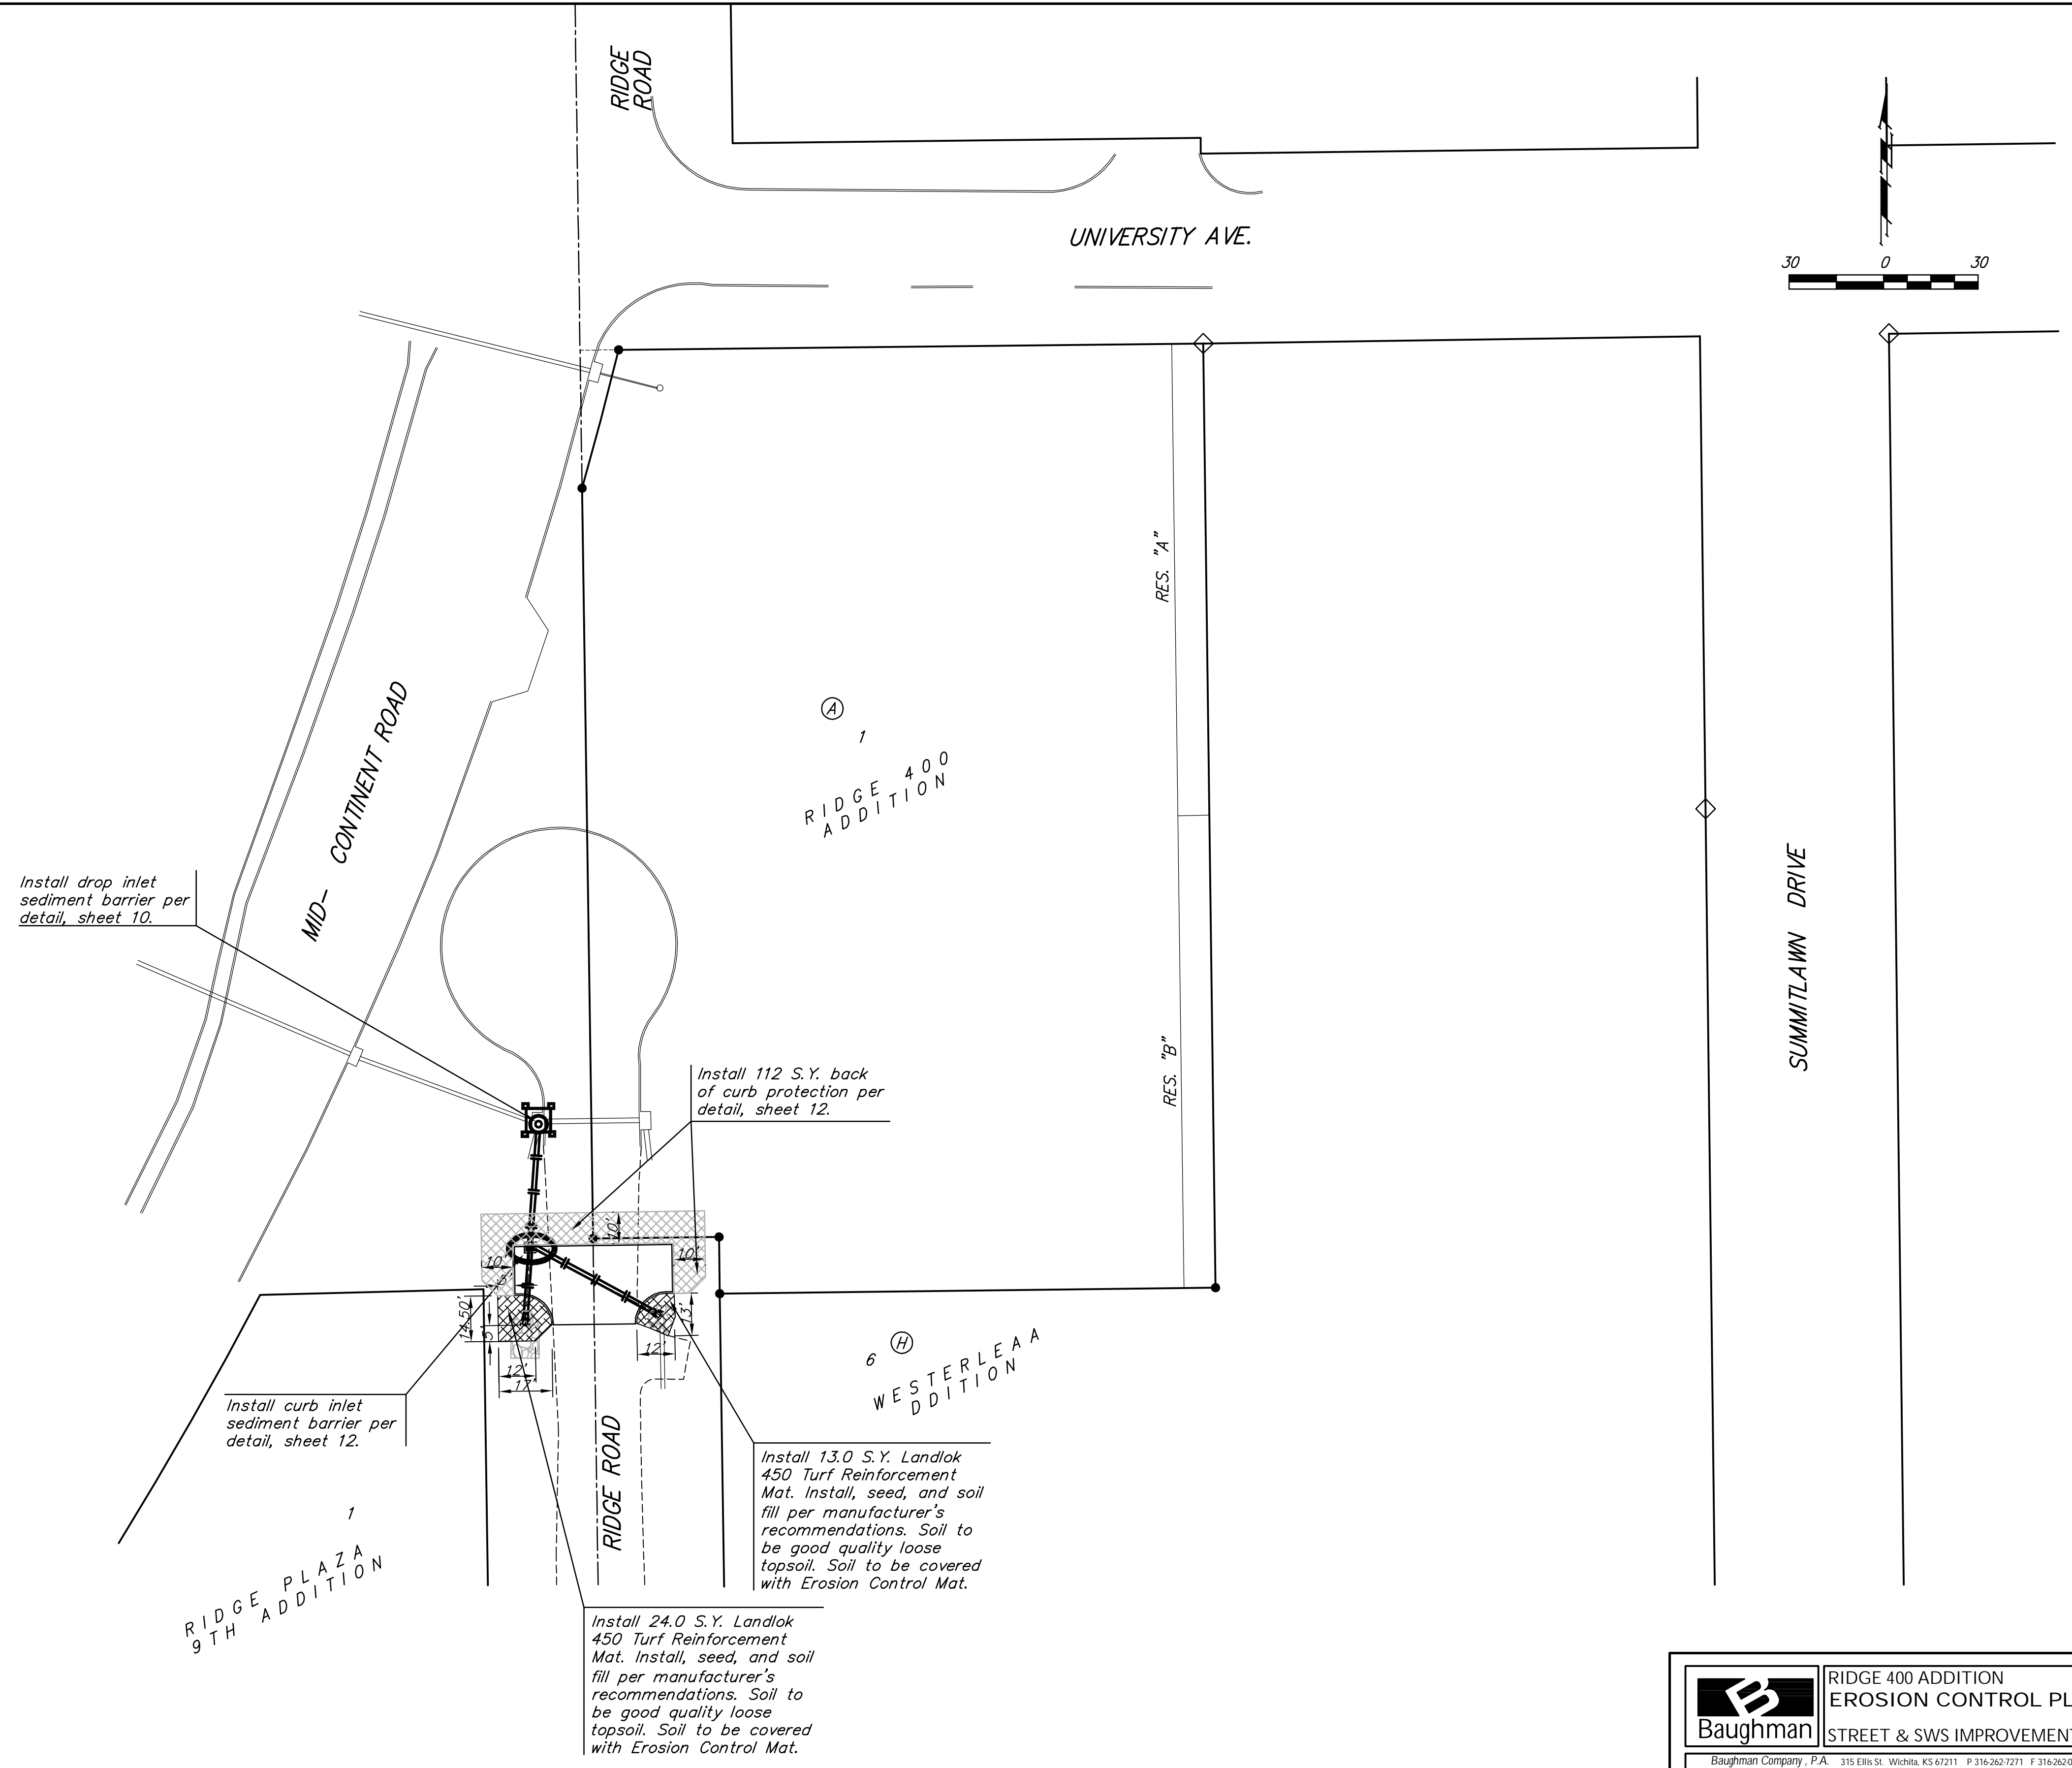 RIDGE
ROAD
UNIVERSITY AVE.
30 0 30
RES. "A"
MID- CONTINENT ROAD
A
1
RIDGE 400
ADDITION
SUMMITLAWN DRIVE
Install drop inlet
sediment barrier per
detail, sheet 10.
RES. "B"
Install 112 S.Y. back
of curb protection per
detail, sheet 12.
10'
10'
10'
5'
14.50'
5'
13'
12'
12'
17'
6 H
WESTERLEA A
DDITION
Install curb inlet
sediment barrier per
detail, sheet 12.
RIDGE ROAD
Install 13.0 S.Y. Landlok
450 Turf Reinforcement
Mat. Install, seed, and soil
fill per manufacturer's
recommendations. Soil to
be good quality loose
topsoil. Soil to be covered
with Erosion Control Mat.
1
RIDGE PLAZA
9TH ADDITION
Install 24.0 S.Y. Landlok
450 Turf Reinforcement
Mat. Install, seed, and soil
fill per manufacturer's
recommendations. Soil to
be good quality loose
topsoil. Soil to be covered
with Erosion Control Mat.
B
Baughman
RIDGE 400 ADDITION
EROSION CONTROL PL
STREET & SWS IMPROVEMENT
Baughman Company, P.A. 315 Ellis St. Wichita, KS 67211 P 316-262-7271 F 316-262-0